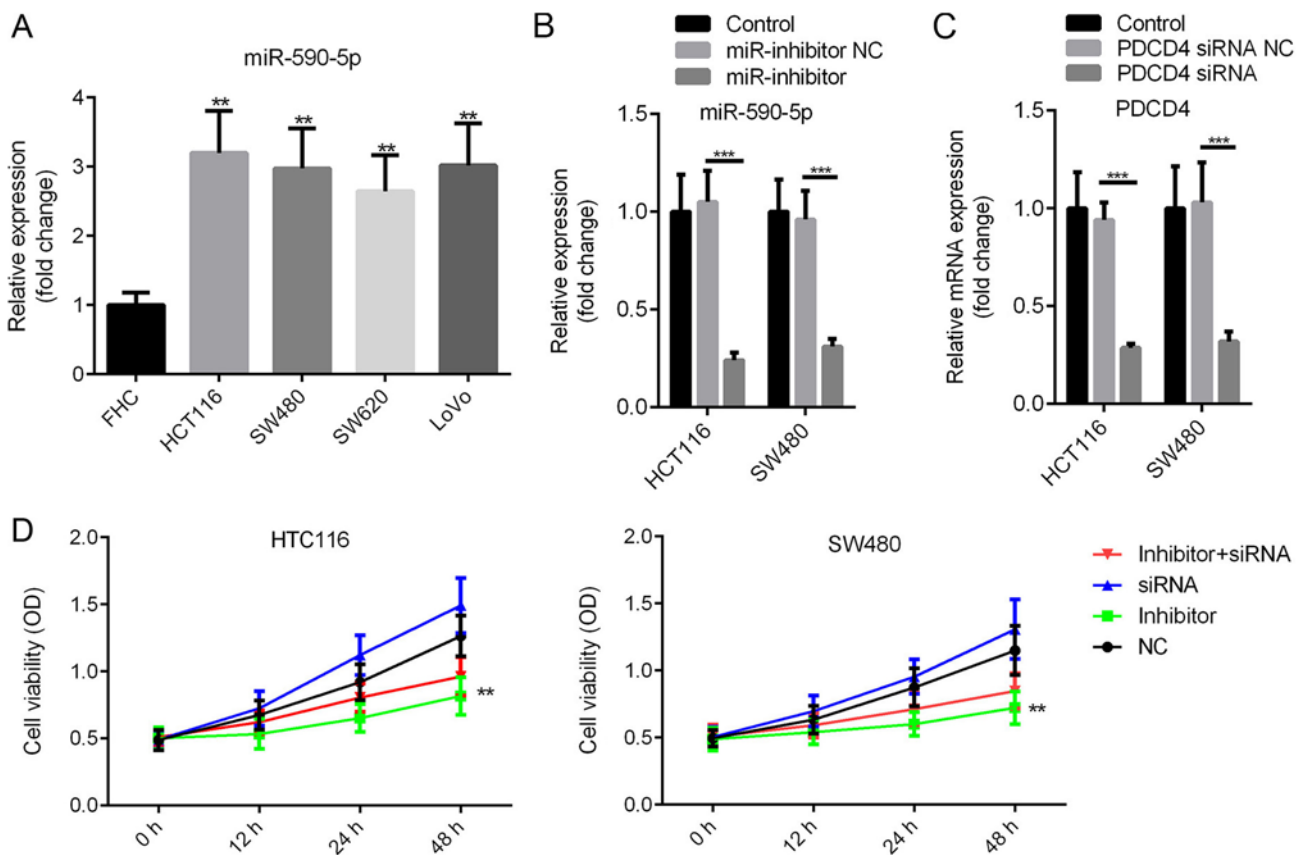 A
miR-590-5p
Relative expression
(fold change)
4
3
2
1
0
** ** ** **
FHC HCT116 SW480 SW620 LoVo
B
Control
miR-inhibitor NC
miR-inhibitor
miR-590-5p
Relative expression
(fold change)
1.5
1.0
0.5
0.0
*** ***
HCT116 SW480
C
Control
PDCD4 siRNA NC
PDCD4 siRNA
PDCD4
Relative mRNA expression
(fold change)
1.5
1.0
0.5
0.0
*** ***
HCT116 SW480
D
HTC116
Cell viability (OD)
2.0
1.5
1.0
0.5
0.0
**
0 h 12 h 24 h 48 h
SW480
Cell viability (OD)
2.0
1.5
1.0
0.5
0.0
**
0 h 12 h 24 h 48 h
Inhibitor+siRNA
siRNA
Inhibitor
NC